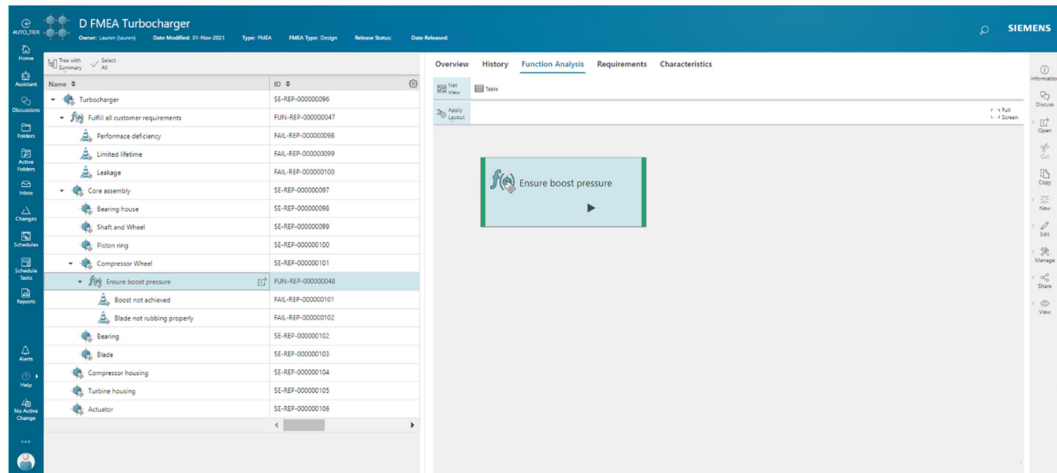 D FMEA Turbocharger
SIEMENS
AUTO_TIER
Owner: Lauren (lauren) Date Modified: 01-Nov-2021 Type: FMEA FMEA Type: Design Release Status: Date Released:
Home
Assistant
Discussions
Folders
Active
Folders
Inbox
Changes
Schedules
Schedule
Tasks
Reports
Alerts
Help
No Active
Change
Tree with
Summary
Select
All
Name ID
Turbocharger SE-REP-000000096
f(x) Fulfill all customer requirements FUN-REP-000000047
Performace deficiency FAIL-REP-000000098
Limited lifetime FAIL-REP-000000099
Leakage FAIL-REP-000000100
Core assembly SE-REP-000000097
Bearing house SE-REP-000000098
Shaft and Wheel SE-REP-000000099
Piston ring SE-REP-000000100
Compressor Wheel SE-REP-000000101
Ensure boost pressure FUN-REP-000000048
Boost not achieved FAIL-REP-000000101
Blade not rubbing properly FAIL-REP-000000102
Bearing SE-REP-000000102
Blade SE-REP-000000103
Compressor housing SE-REP-000000104
Turbine housing SE-REP-000000105
Actuator SE-REP-000000106
Overview History Function Analysis Requirements Characteristics
Net
View
Table
Apply
Layout
Full
Screen
Ensure boost pressure
Information
Discuss
Open
Cut
Copy
New
Edit
Manage
Share
View